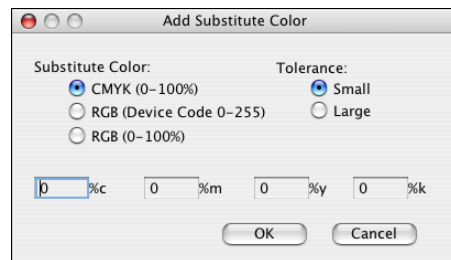 Add Substitute Color
Substitute Color:
CMYK (0-100%)
RGB (Device Code 0-255)
RGB (0-100%)
Tolerance:
Small
Large
0 %c 0 %m 0 %y 0 %k
OK Cancel